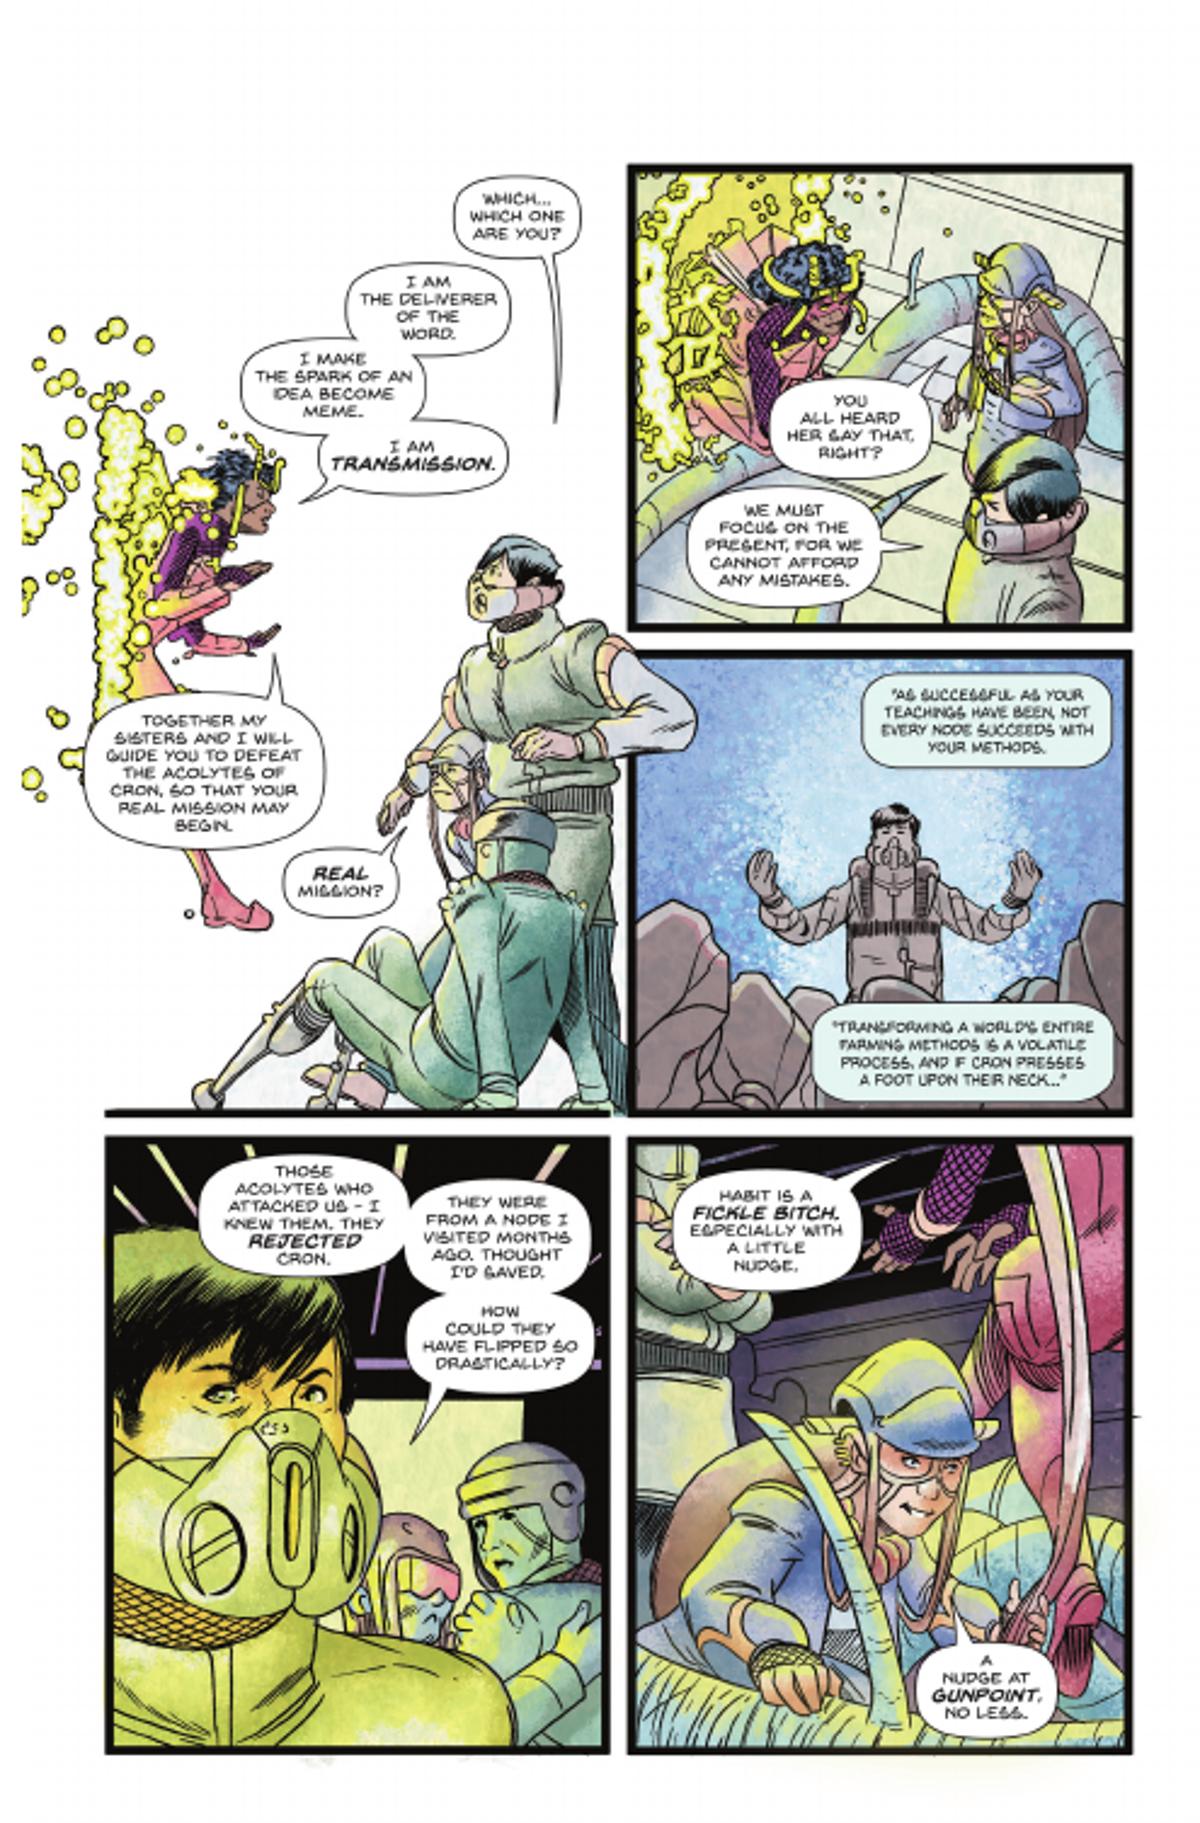 WHICH...
WHICH ONE
ARE YOU?
I AM
THE DELIVERER
OF THE
WORD.
I MAKE
THE SPARK OF AN
IDEA BECOME
MEME.
I AM
TRANSMISSION.
TOGETHER MY
SISTERS AND I WILL
GUIDE YOU TO DEFEAT
THE ACOLYTES OF
CRON, SO THAT YOUR
REAL MISSION MAY
BEGIN.
REAL
MISSION?
YOU
ALL HEARD
HER SAY THAT,
RIGHT?
WE MUST
FOCUS ON THE
PRESENT, FOR WE
CANNOT AFFORD
ANY MISTAKES.
"AS SUCCESSFUL AS YOUR
TEACHINGS HAVE BEEN, NOT
EVERY NODE SUCCEEDS WITH
YOUR METHODS.
"TRANSFORMING A WORLD'S ENTIRE
FARMING METHODS IS A VOLATILE
PROCESS, AND IF CRON PRESSES
A FOOT UPON THEIR NECK..."
THOSE
ACOLYTES WHO
ATTACKED US - I
KNEW THEM. THEY
REJECTED
CRON.
THEY WERE
FROM A NODE I
VISITED MONTHS
AGO. THOUGHT
I'D SAVED.
HOW
COULD THEY
HAVE FLIPPED SO
DRASTICALLY?
HABIT IS A
FICKLE BITCH.
ESPECIALLY WITH
A LITTLE
NUDGE.
A
NUDGE AT
GUNPOINT,
NO LESS.